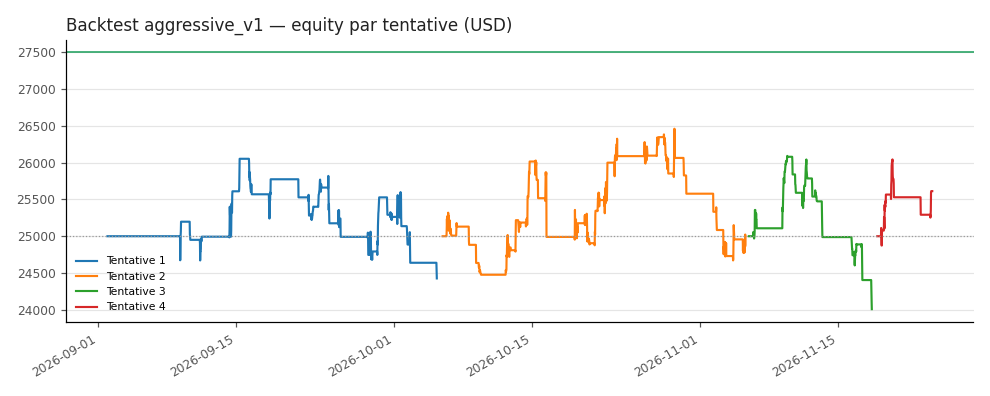 Backtest aggressive_v1 — equity par tentative (USD)
27500
27000
26500
26000
25500
25000
24500
24000
Tentative 1
Tentative 2
Tentative 3
Tentative 4
2026-09-01
2026-09-15
2026-10-01
2026-10-15
2026-11-01
2026-11-15